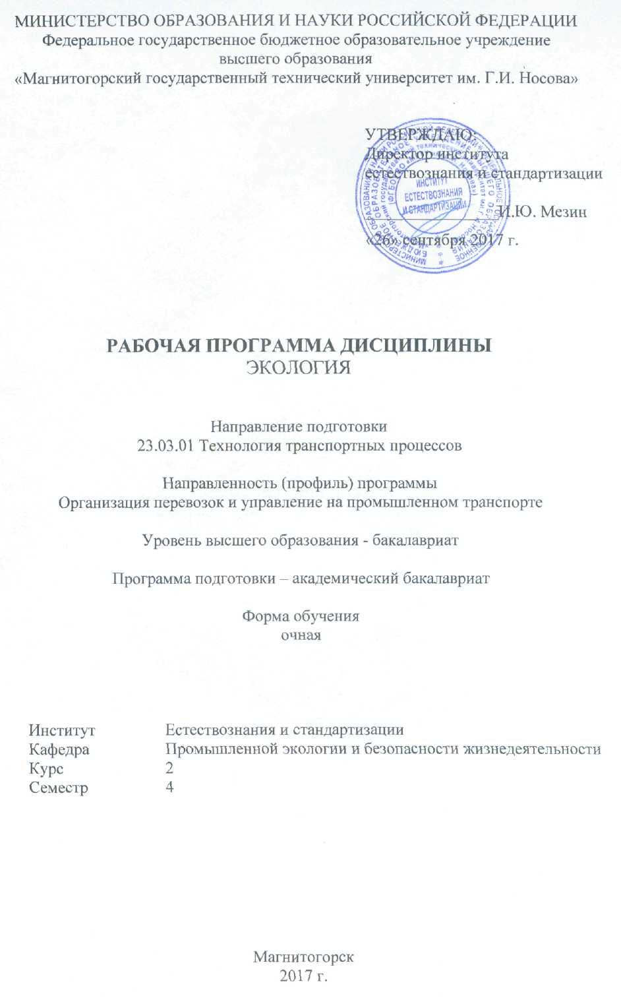 МИНИСТЕРСТВО ОБРАЗОВАНИЯ И НАУКИ РОССИЙСКОЙ ФЕДЕРАЦИИ
Федеральное государственное бюджетное образовательное учреждение
высшего образования
«Магнитогорский государственный технический университет им. Г.И. Носова»
УТВЕРЖДАЮ:
Директор института
естествознания и стандартизации
ИНСТИТУТ
ЕСТЕСТВОЗНАНИЯ
И СТАНДАРТИЗАЦИИ
И.Ю. Мезин
«26» сентября 2017 г.
РАБОЧАЯ ПРОГРАММА ДИСЦИПЛИНЫ
ЭКОЛОГИЯ
Направление подготовки
23.03.01 Технология транспортных процессов
Направленность (профиль) программы
Организация перевозок и управление на промышленном транспорте
Уровень высшего образования - бакалавриат
Программа подготовки – академический бакалавриат
Форма обучения
очная
Институт Естествознания и стандартизации
Кафедра Промышленной экологии и безопасности жизнедеятельности
Курс 2
Семестр 4
Магнитогорск
2017 г.